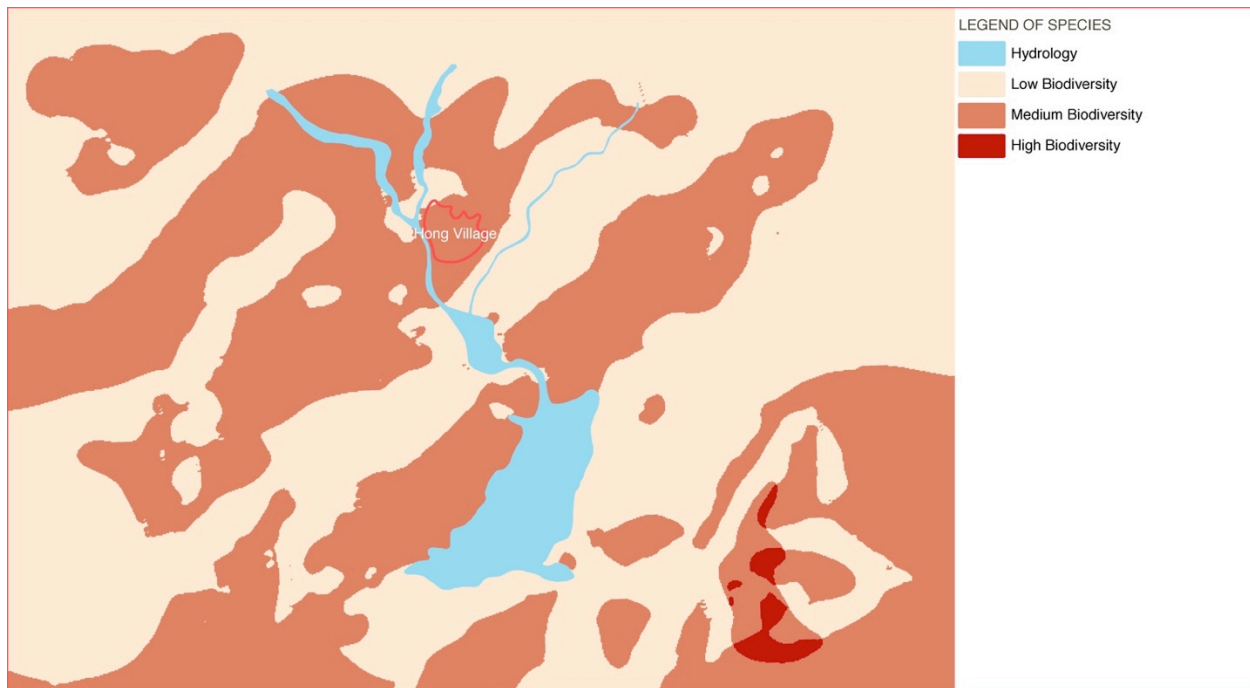 LEGEND OF SPECIES
Hydrology
Low Biodiversity
Medium Biodiversity
High Biodiversity
Hong Village